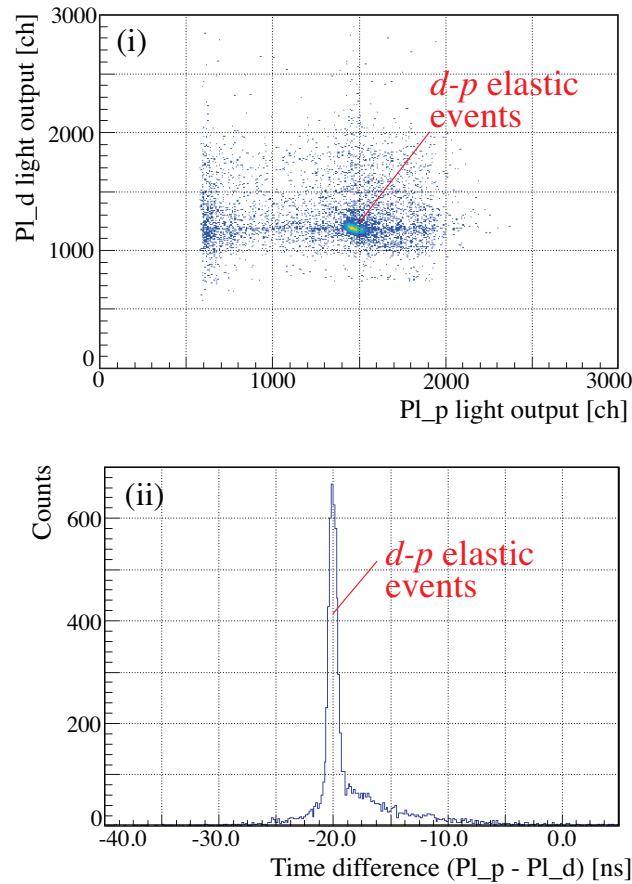 (i)
Pl_d light output [ch]
3000
2000
1000
0
d-p elastic
events
0
1000
2000
3000
Pl_p light output [ch]
(ii)
Counts
600
400
200
0
d-p elastic
events
-40.0
-30.0
-20.0
-10.0
0.0
Time difference (Pl_p - Pl_d) [ns]